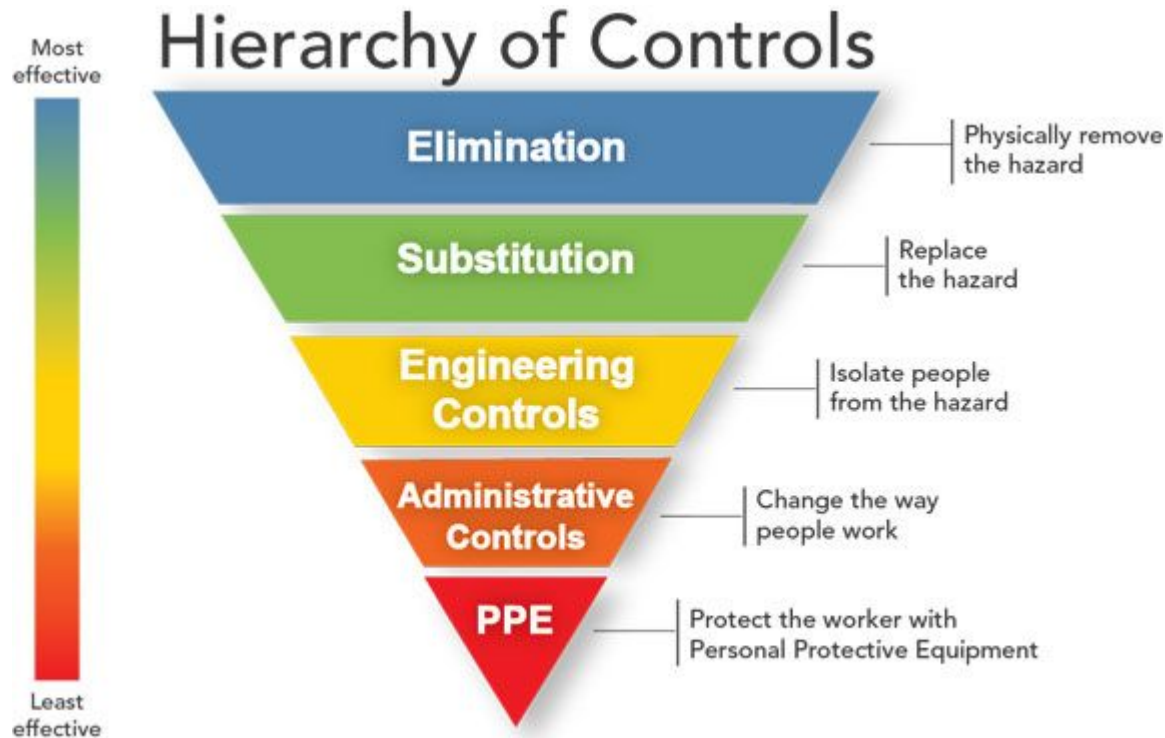 Hierarchy of Controls
Most
effective
Elimination
Physically remove
the hazard
Substitution
Replace
the hazard
Engineering
Controls
Isolate people
from the hazard
Administrative
Controls
Change the way
people work
PPE
Protect the worker with
Personal Protective Equipment
Least
effective